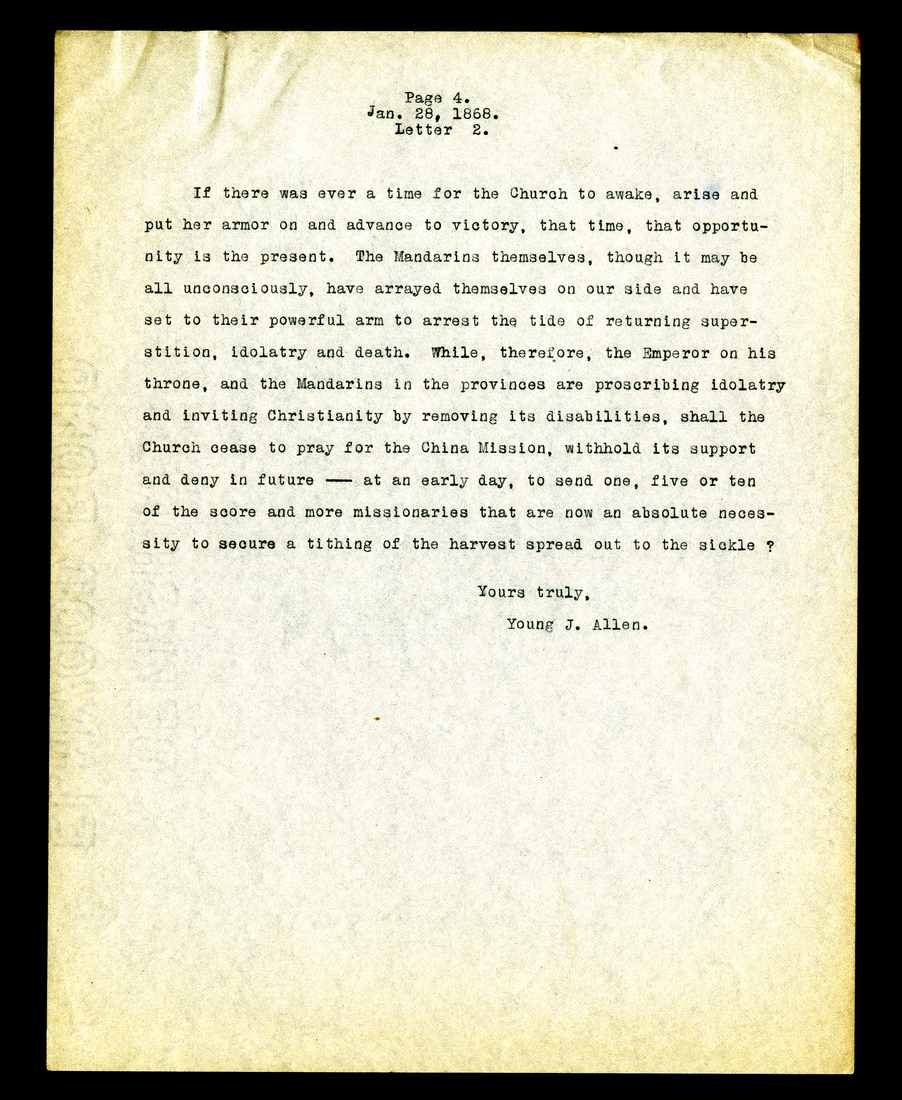 Page 4.
Jan. 28, 1868.
Letter 2.
If there was ever a time for the Church to awake, arise and
put her armor on and advance to victory, that time, that opportu-
nity is the present. The Mandarins themselves, though it may be
all unconsciously, have arrayed themselves on our side and have
set to their powerful arm to arrest the tide of returning super-
stition, idolatry and death. While, therefore, the Emperor on his
throne, and the Mandarins in the provinces are proscribing idolatry
and inviting Christianity by removing its disabilities, shall the
Church cease to pray for the China Mission, withhold its support
and deny in future — at an early day, to send one, five or ten
of the score and more missionaries that are now an absolute neces-
sity to secure a tithing of the harvest spread out to the sickle ?
Yours truly,
Young J. Allen.